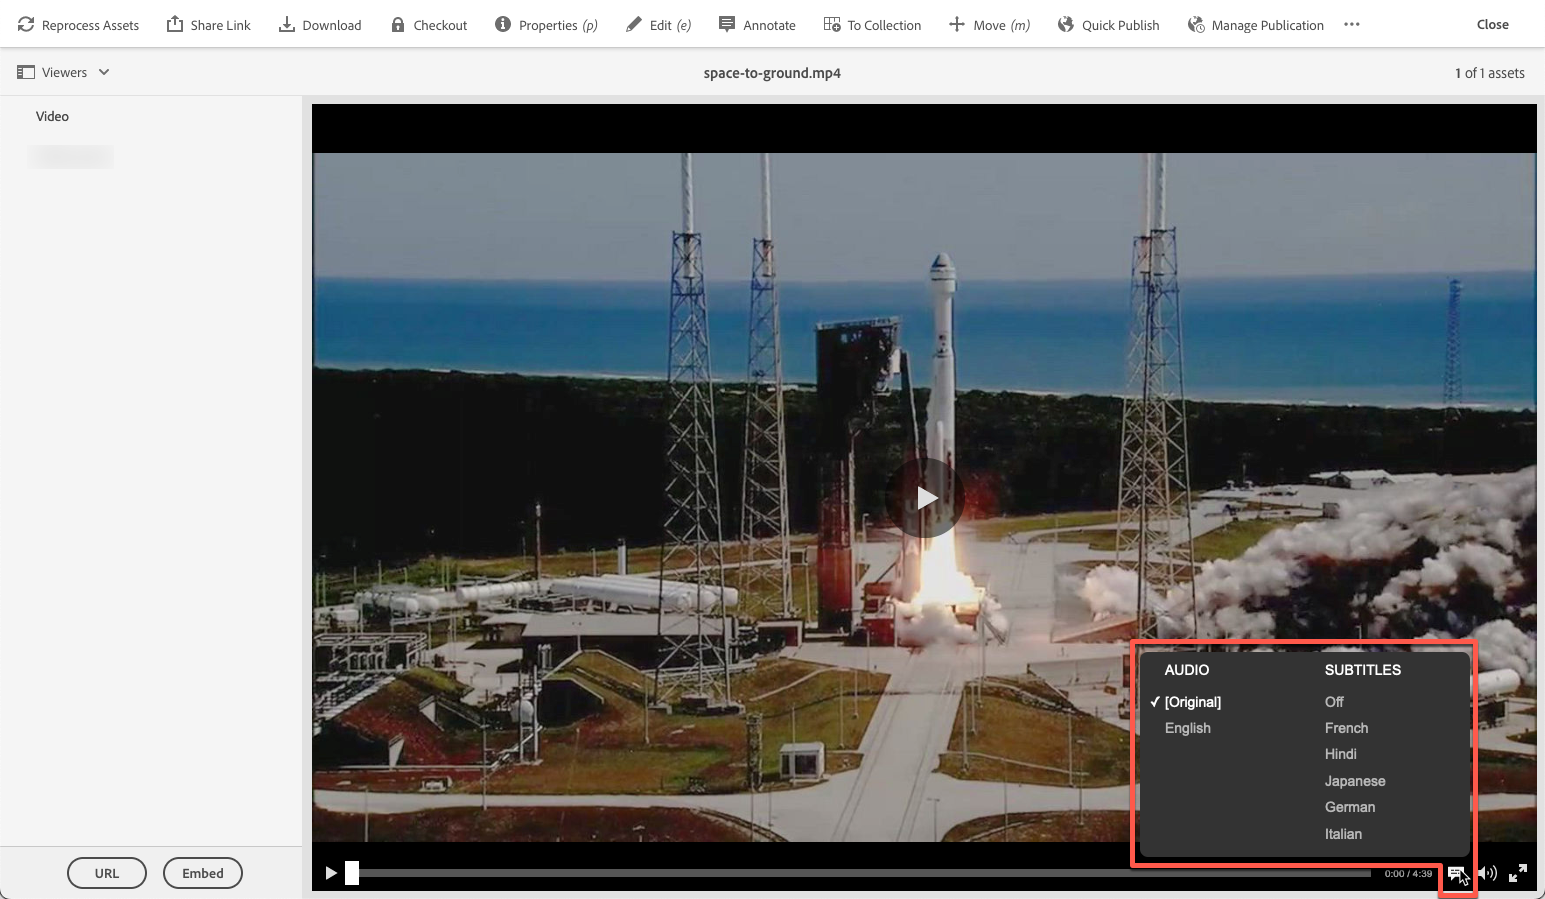 Reprocess Assets Share Link Download Checkout Properties (p) Edit (e) Annotate To Collection Move (m) Quick Publish Manage Publication ••• Close
Viewers space-to-ground.mp4 1 of 1 assets
Video
AUDIO SUBTITLES
✓ [Original] Off
English French
Hindi
Japanese
German
Italian
URL Embed 0:00 / 4:39